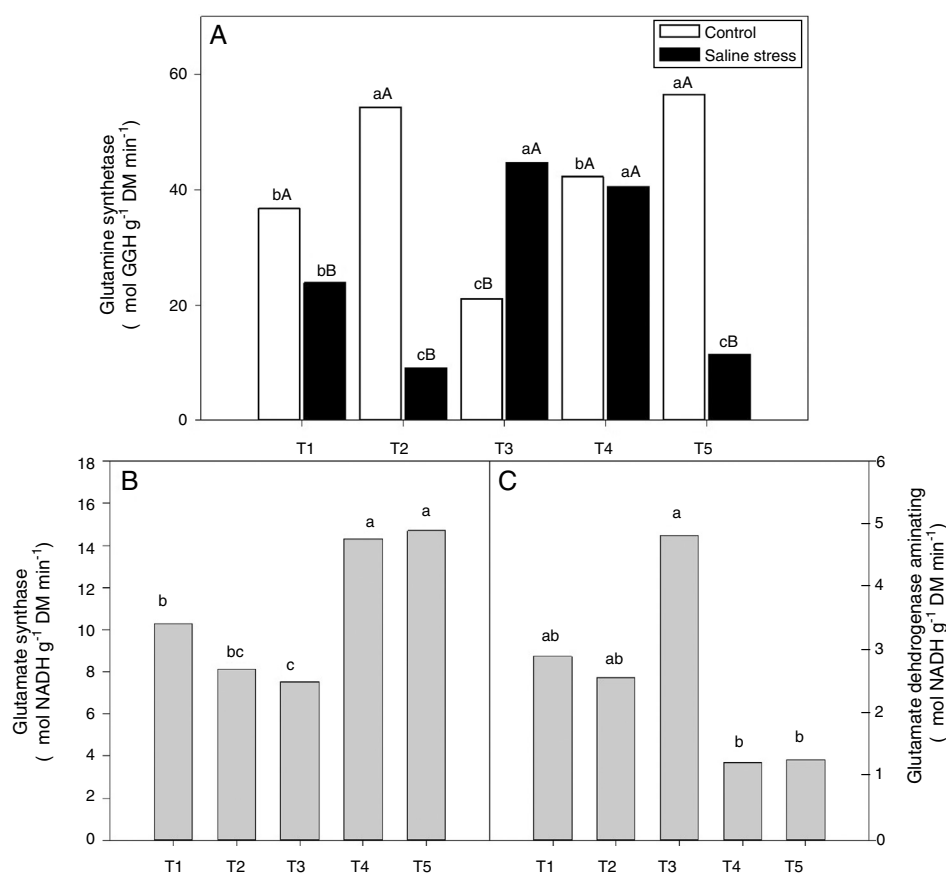 A
Control
Saline stress
Glutamine synthetase
( mol GGH g-1 DM min-1)
60
40
20
0
bA
bB
aA
cB
cB
aA
bA
aA
aA
cB
T1
T2
T3
T4
T5
B
Glutamate synthase
( mol NADH g-1 DM min-1)
18
16
14
12
10
8
6
4
2
0
b
bc
c
a
a
T1
T2
T3
T4
T5
C
ab
ab
a
b
b
T1
T2
T3
T4
T5
6
5
4
3
2
1
0
Glutamate dehdrogenase aminating
( mol NADH g-1 DM min-1)